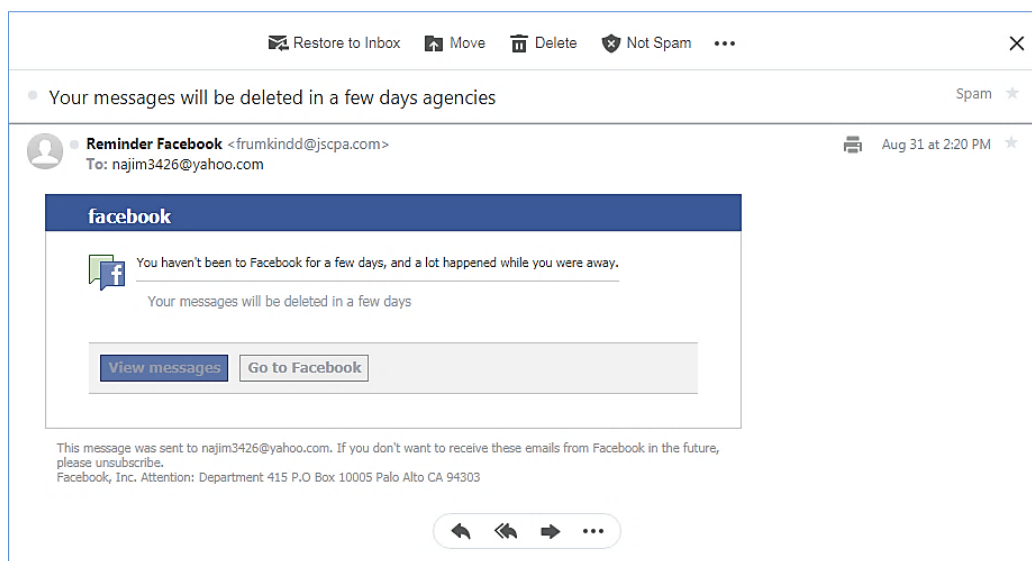 Restore to Inbox Move Delete Not Spam
Your messages will be deleted in a few days agencies Spam
Reminder Facebook <frumkindd@jscpa.com> Aug 31 at 2:20 PM
To: najim3426@yahoo.com
facebook
You haven't been to Facebook for a few days, and a lot happened while you were away.
f
Your messages will be deleted in a few days
View messages Go to Facebook
This message was sent to najim3426@yahoo.com. If you don't want to receive these emails from Facebook in the future,
please unsubscribe.
Facebook, Inc. Attention: Department 415 P.O Box 10005 Palo Alto CA 94303